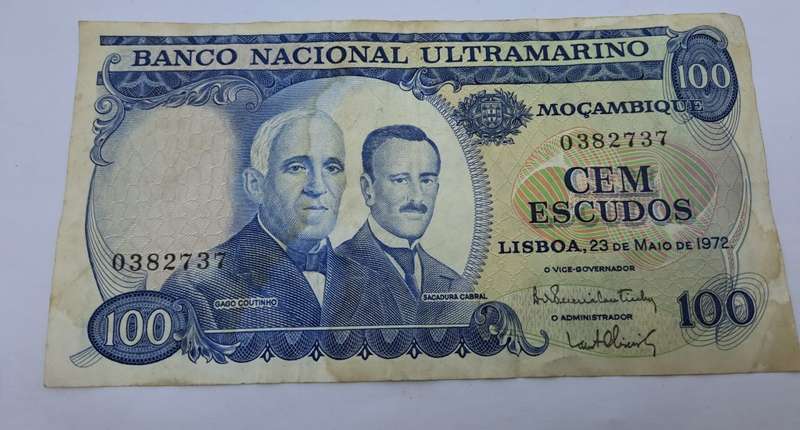 BANCO NACIONAL ULTRAMARINO
100
MOÇAMBIQUE
0382737
CEM
ESCUDOS
LISBOA, 23 DE MAIO DE 1972.
O VICE-GOVERNADOR
O ADMINISTRADOR
100
0382737
GAGO COUTINHO
SACADURA CABRAL
100